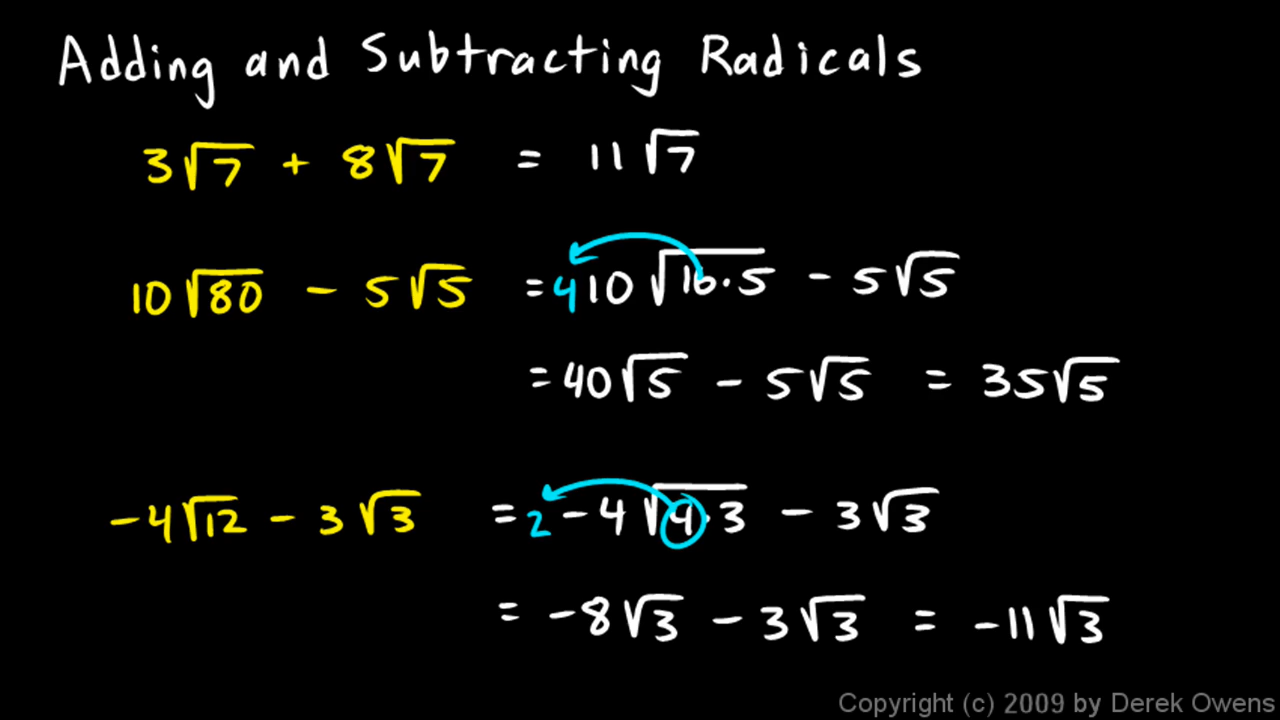 Adding and Subtracting Radicals
3√7 + 8√7 = 11√7
10√80 - 5√5 = 4 10√16·5 - 5√5
= 40√5 - 5√5 = 35√5
-4√12 - 3√3 = 2 -4√4·3 - 3√3
= -8√3 - 3√3 = -11√3
Copyright (c) 2009 by Derek Owens